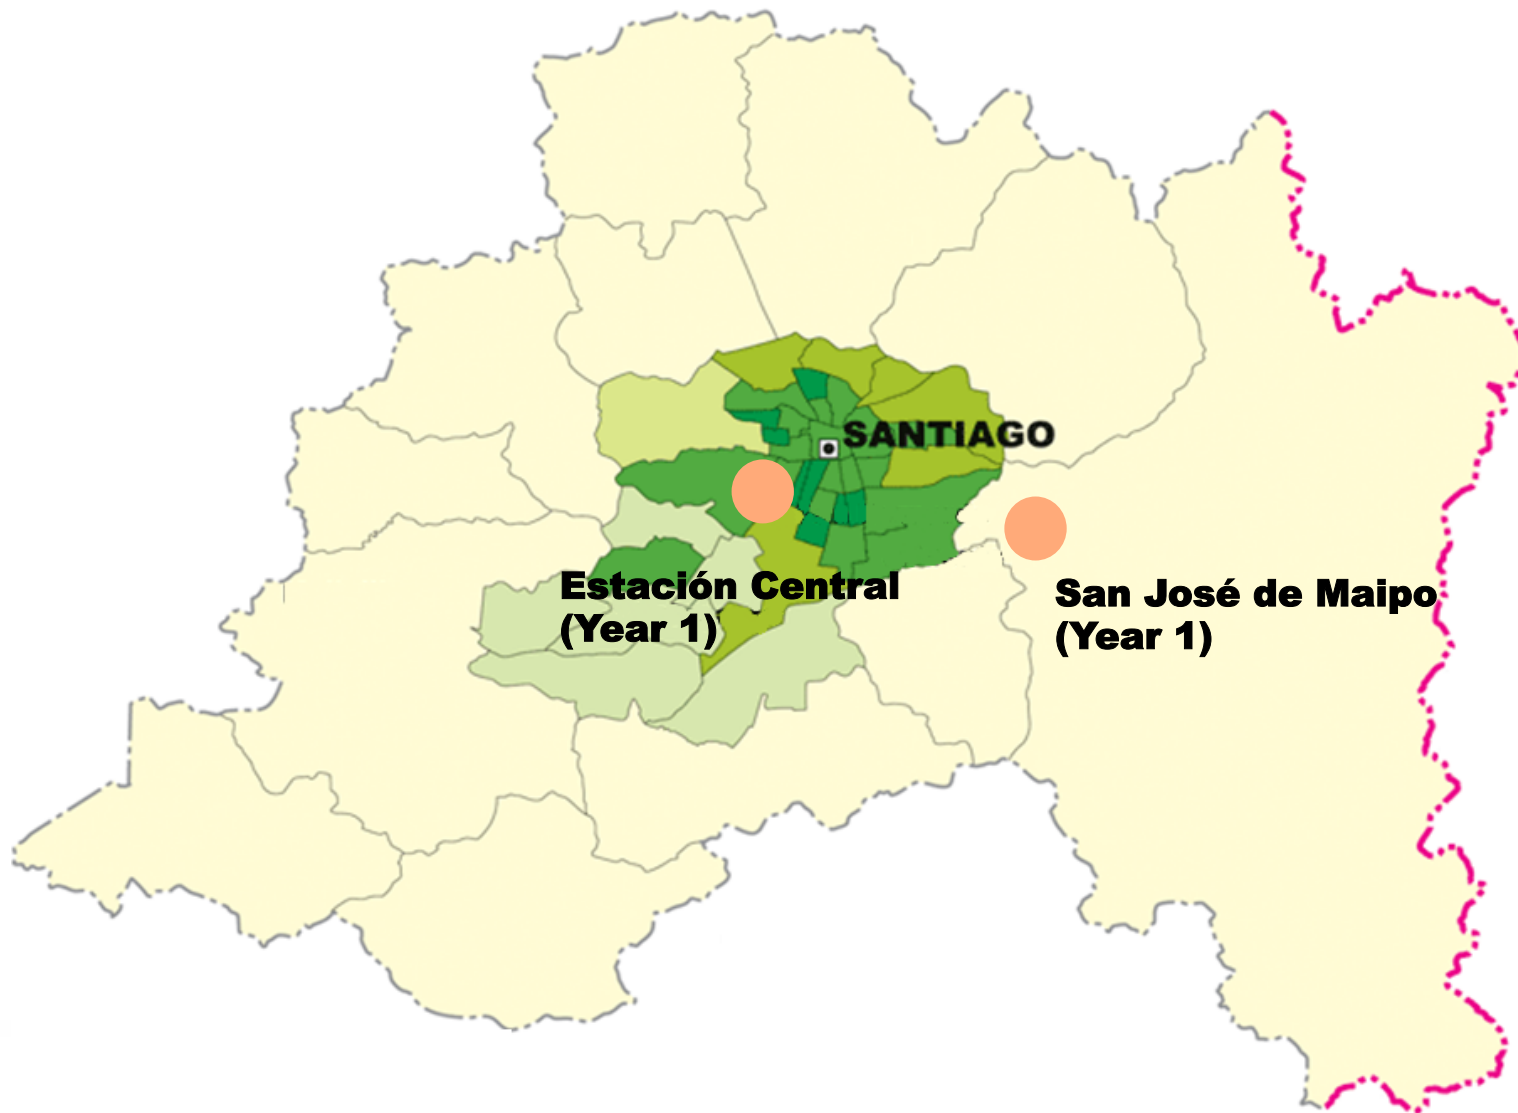 SANTIAGO
Estación Central
(Year 1)
San José de Maipo
(Year 1)